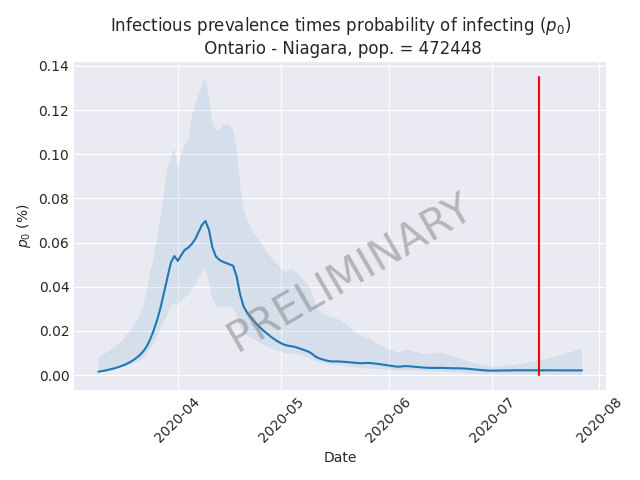 Infectious prevalence times probability of infecting (p₀)
Ontario - Niagara, pop. = 472448
0.14
0.12
0.10
0.08
0.06
0.04
0.02
0.00
p₀ (%)
PRELIMINARY
2020-04
2020-05
2020-06
2020-07
2020-08
Date